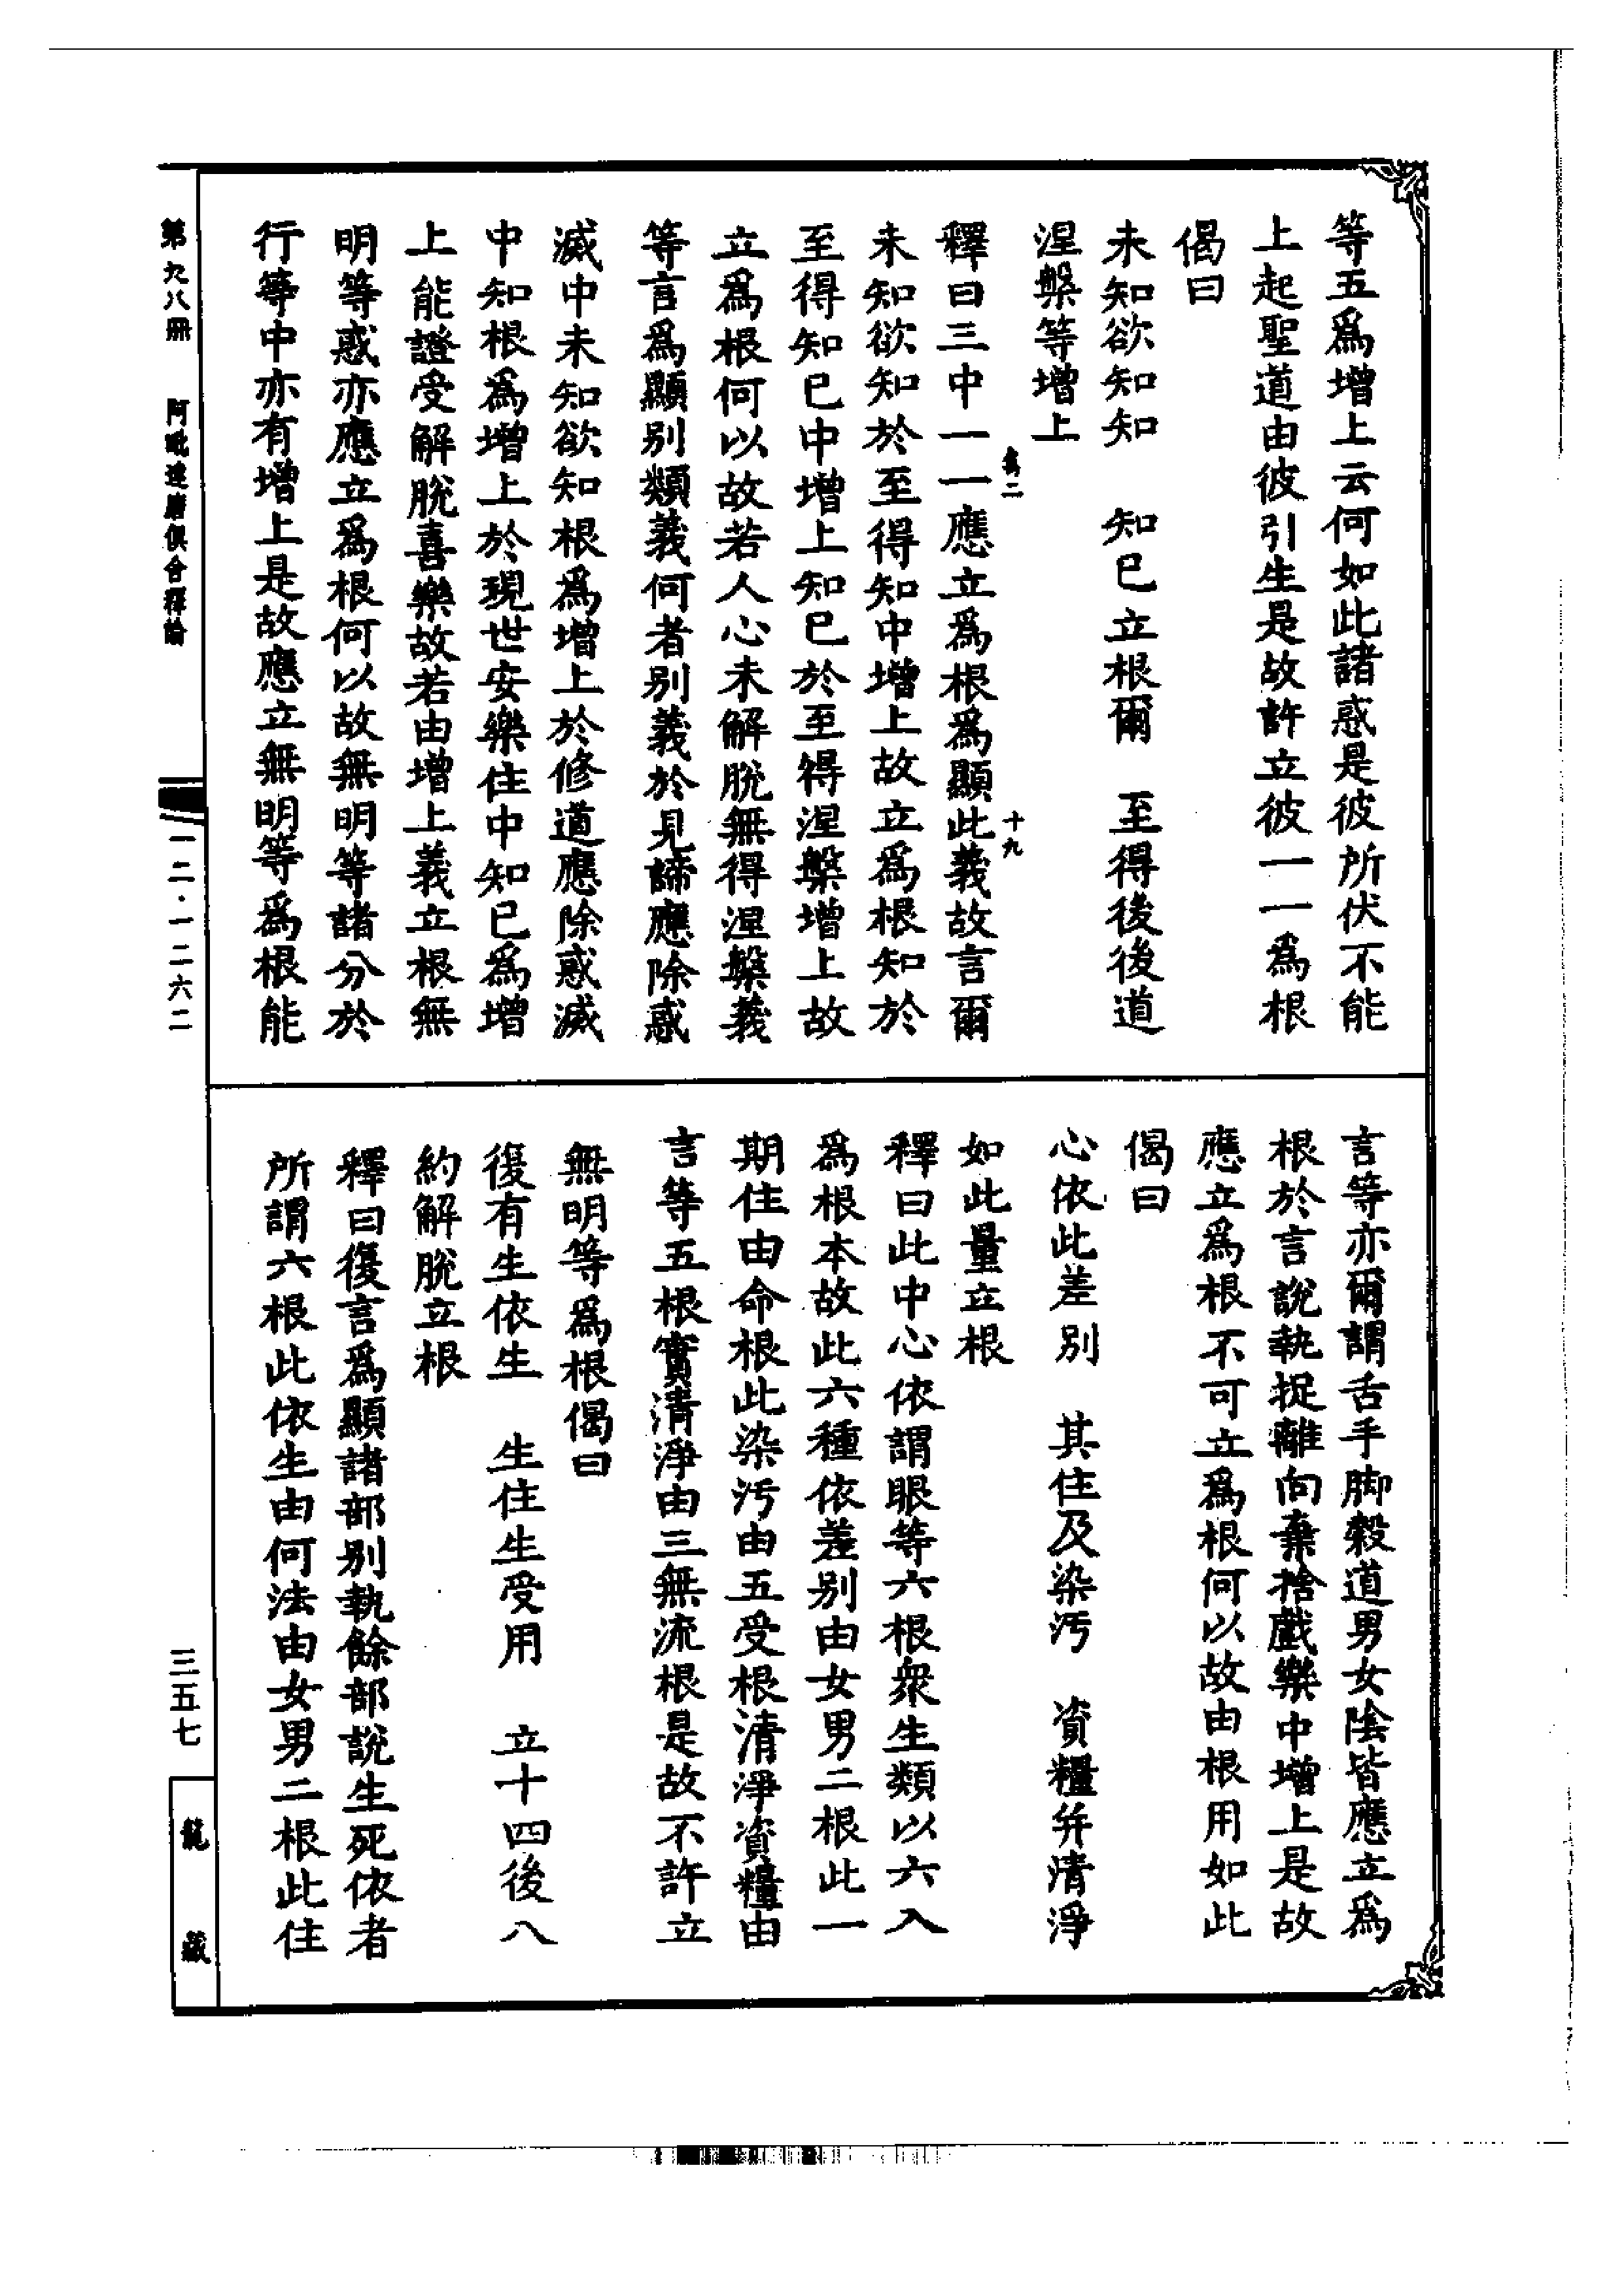 等五爲增上云何如此諸惑是彼所伏不能
上起聖道由彼引生是故許立彼一一爲根
偈曰
未知欲知知　知已立根爾　至得後後道
涅槃等增上
釋曰三中一一應立爲根爲顯此義故言爾
未知欲知於至得知中增上故立爲根知於
至得知已中增上知已於至得涅槃增上故
立爲根何以故若人心未解脫無得涅槃義
等言爲顯別類義何者別義於見諦應除惑
滅中未知欲知根爲增上於修道應除惑滅
中知根爲增上於現世安樂住中知已爲增
上能證受解脫喜樂故若由增上義立根無
明等惑亦應立爲根何以故無明等諸分於
行等中亦有增上是故應立無明等爲根能
言等亦爾謂舌手脚穀道男女陰皆應立爲
根於言說執捉離向棄捨戲樂中增上是故
應立爲根不可立爲根何以故由根用如此
偈曰
心依此差別　其住及染污　資糧并清淨
如此量立根
釋曰此中心依謂眼等六根衆生類以六入
爲根本故此六種依差別由女男二根此一
期住由命根此染污由五受根清淨資糧由
言等五根實清淨由三無流根是故不許立
無明等爲根偈曰
復有生依生　生住生受用　立十四後八
約解脫立根
釋曰復言爲顯諸部別執餘部說生死依者
所謂六根此依生由何法由女男二根此住
十九
第九八冊　阿毗達磨俱舍釋論
一二·一二六二
三五七
龍藏